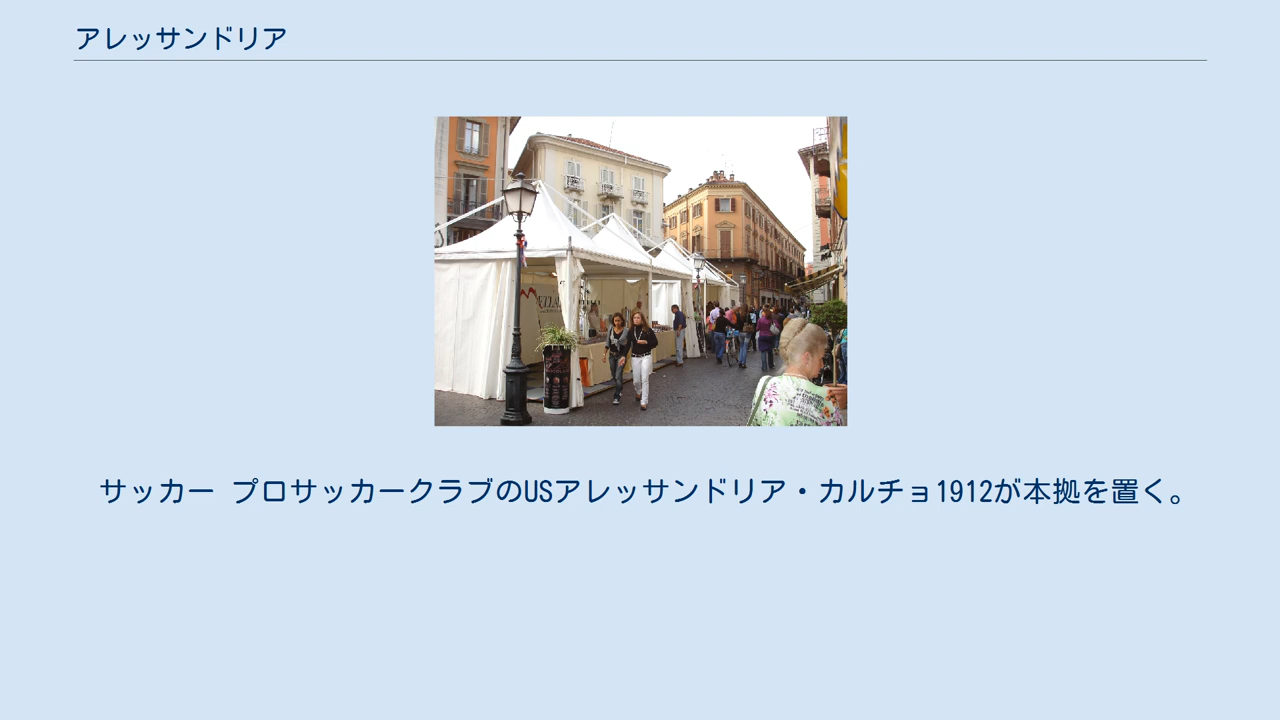 アレッサンドリア
サッカー プロサッカークラブのUSアレッサンドリア・カルチョ1912が本拠を置く。